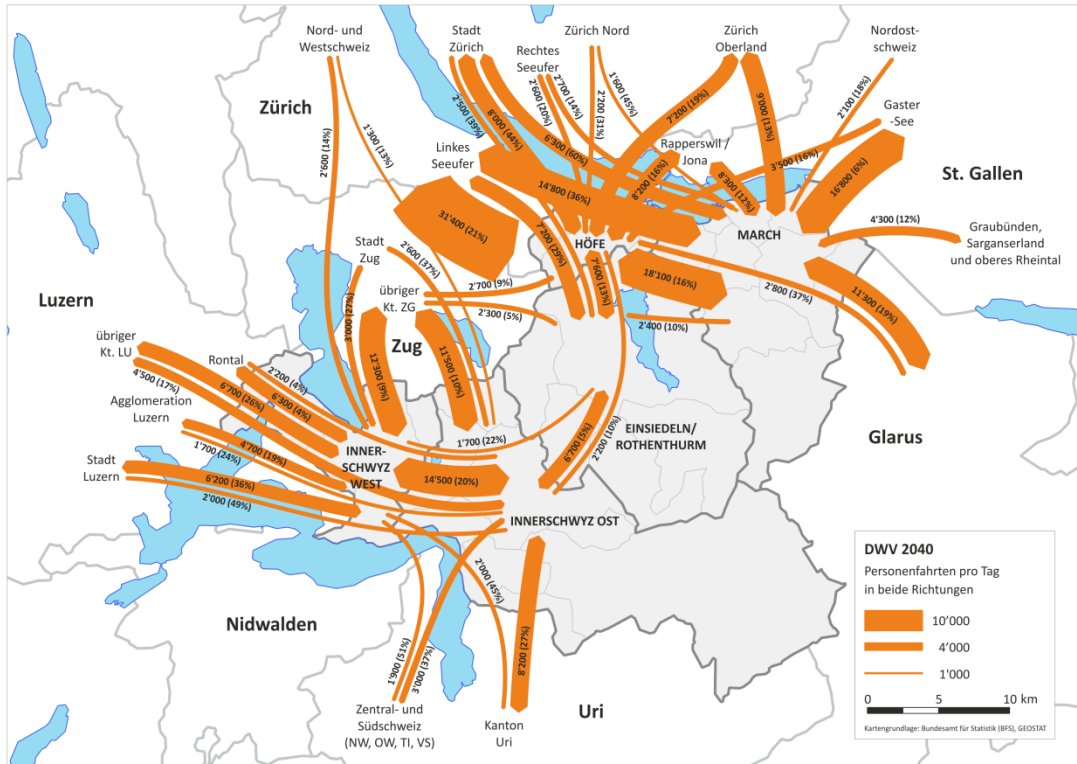 Nord- und
Westschweiz
Stadt
Zürich
Zürich Nord
Rechtes
Seeufer
Zürich
Oberland
Nordost-
schweiz
Gaster
-See
Zürich
Linkes
Seeufer
Rapperswil /
Jona
St. Gallen
2'600 (14%)
1'300 (13%)
2'500 (39%)
8'000 (44%)
6'300 (60%)
2'600 (20%)
2'700 (14%)
2'200 (31%)
1'600 (45%)
7'200 (19%)
9'000 (13%)
2'100 (18%)
3'500 (16%)
16'800 (6%)
8'300 (12%)
8'200 (16%)
14'800 (36%)
31'400 (21%)
7'200 (29%)
HÖFE
MARCH
4'300 (12%)
Graubünden,
Sarganserland
und oberes Rheintal
7'600 (13%)
18'100 (16%)
2'800 (37%)
11'300 (19%)
2'400 (10%)
Stadt
Zug
2'600 (37%)
übriger
Kt. ZG
2'700 (9%)
2'300 (5%)
Luzern
Zug
3'000 (27%)
12'300 (9%)
11'500 (10%)
übriger
Kt. LU
Rontal
Agglomeration
Luzern
Stadt
Luzern
2'200 (4%)
6'300 (4%)
6'700 (26%)
4'500 (17%)
4'700 (19%)
1'700 (24%)
6'200 (36%)
2'000 (49%)
1'700 (22%)
INNER-
SCHWYZ
WEST
14'500 (20%)
6'700 (5%)
2'200 (10%)
EINSIEDELN/
ROTHENTHURM
INNERSCHWYZ OST
Glarus
Nidwalden
2'000 (45%)
1'900 (51%)
3'000 (37%)
8'200 (27%)
Zentral- und
Südschweiz
(NW, OW, TI, VS)
Kanton
Uri
Uri
DWV 2040
Personenfahrten pro Tag
in beide Richtungen
10'000
4'000
1'000
0 5 10 km
Kartengrundlage: Bundesamt für Statistik (BFS), GEOSTAT